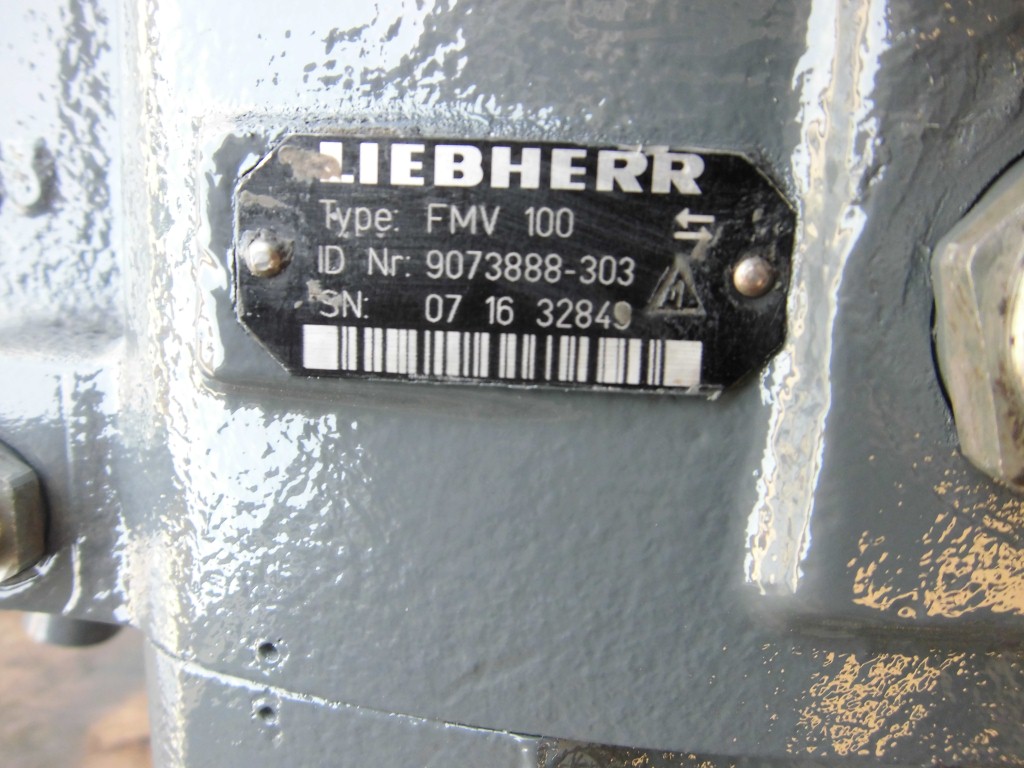 LIEBHERR
Type: FMV 100
ID Nr: 9073888-303
SN: 07 16 32849